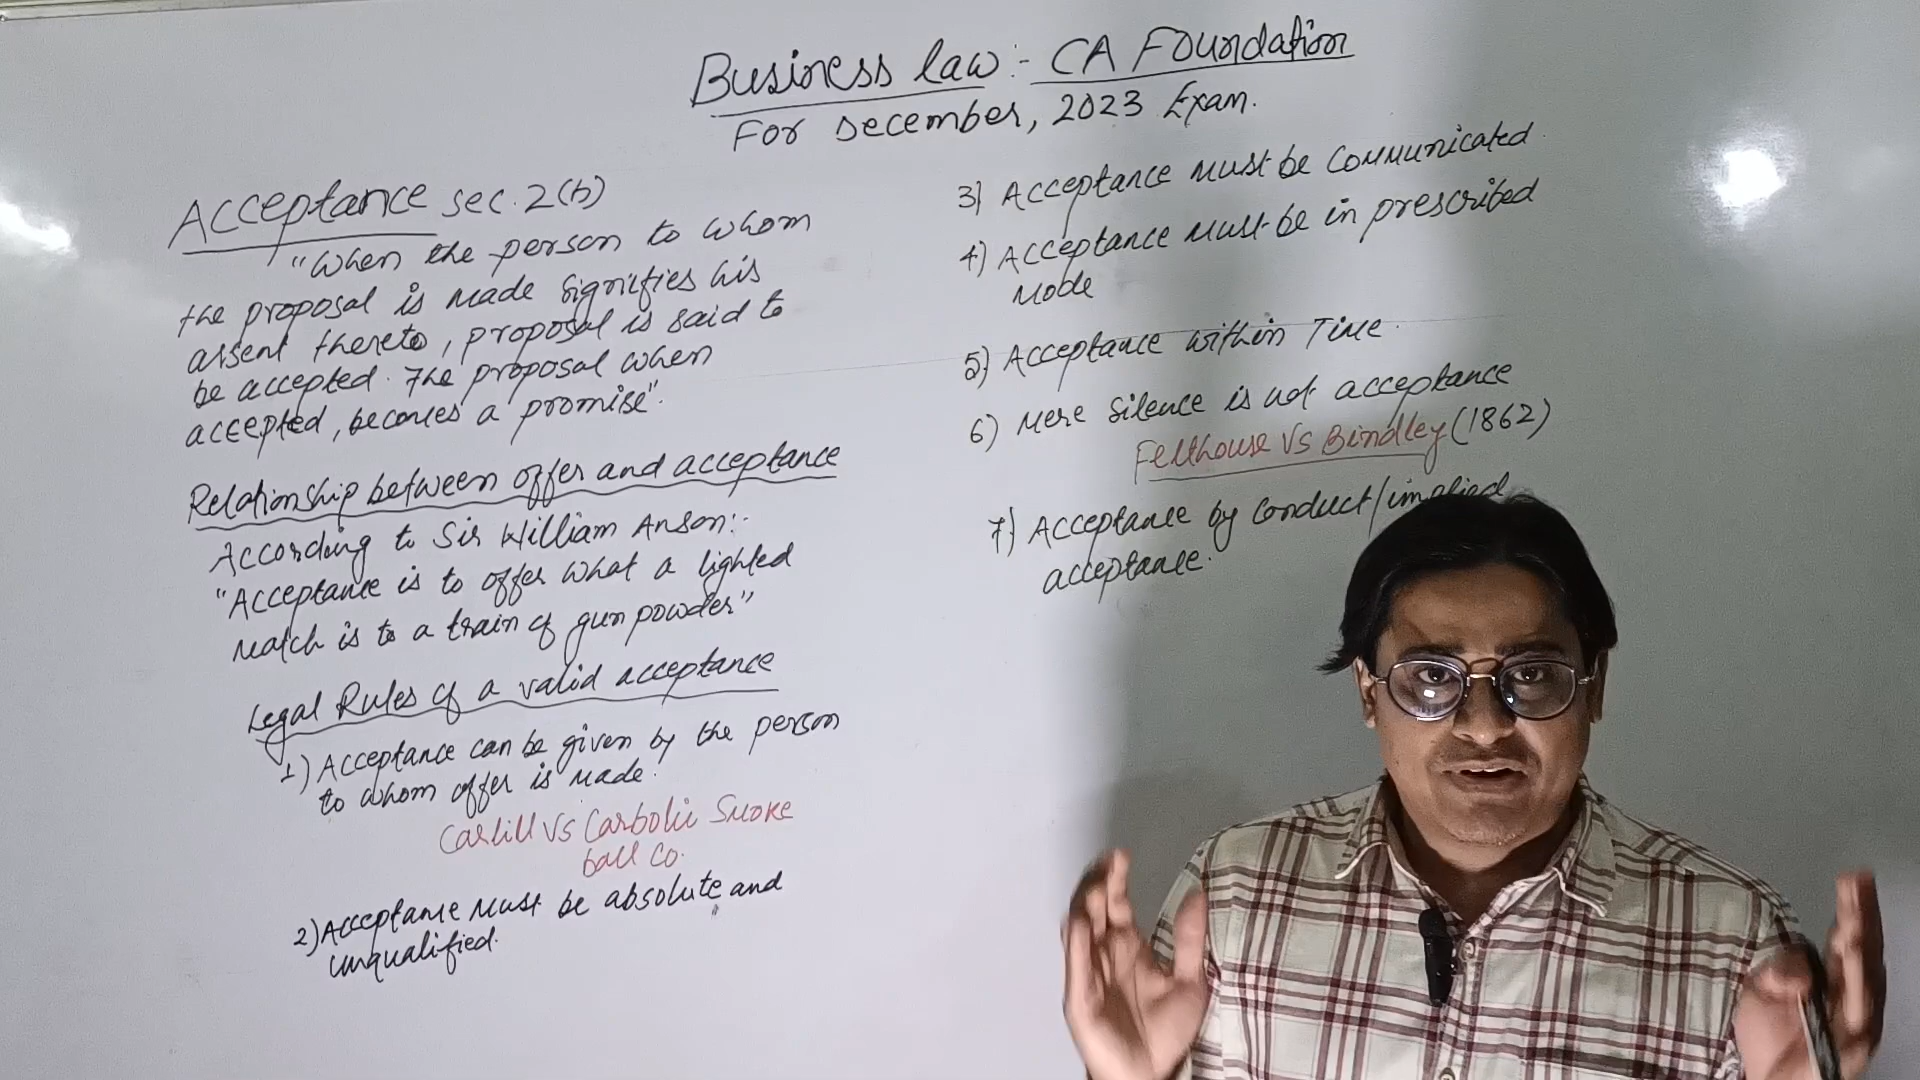 Business law :- CA Foundation
For December, 2023 Exam.
Acceptance sec. 2(b)
"When the person to whom
the proposal is made signifies his
assent thereto, proposal is said to
be accepted. The proposal when
accepted, becomes a promise".
Relationship between offer and acceptance
According to Sir William Anson:-
"Acceptance is to offer what a lighted
match is to a train of gun powder"
Legal Rules of a valid acceptance
1) Acceptance can be given by the person
to whom offer is made.
Carlill vs Carbolic Smoke
ball co.
2) Acceptance must be absolute and
unqualified.
3) Acceptance must be communicated
4) Acceptance must be in prescribed
mode
5) Acceptance within Time.
6) Mere silence is not acceptance
Felthouse vs Bindley (1862)
7) Acceptance by conduct/implied
acceptance.